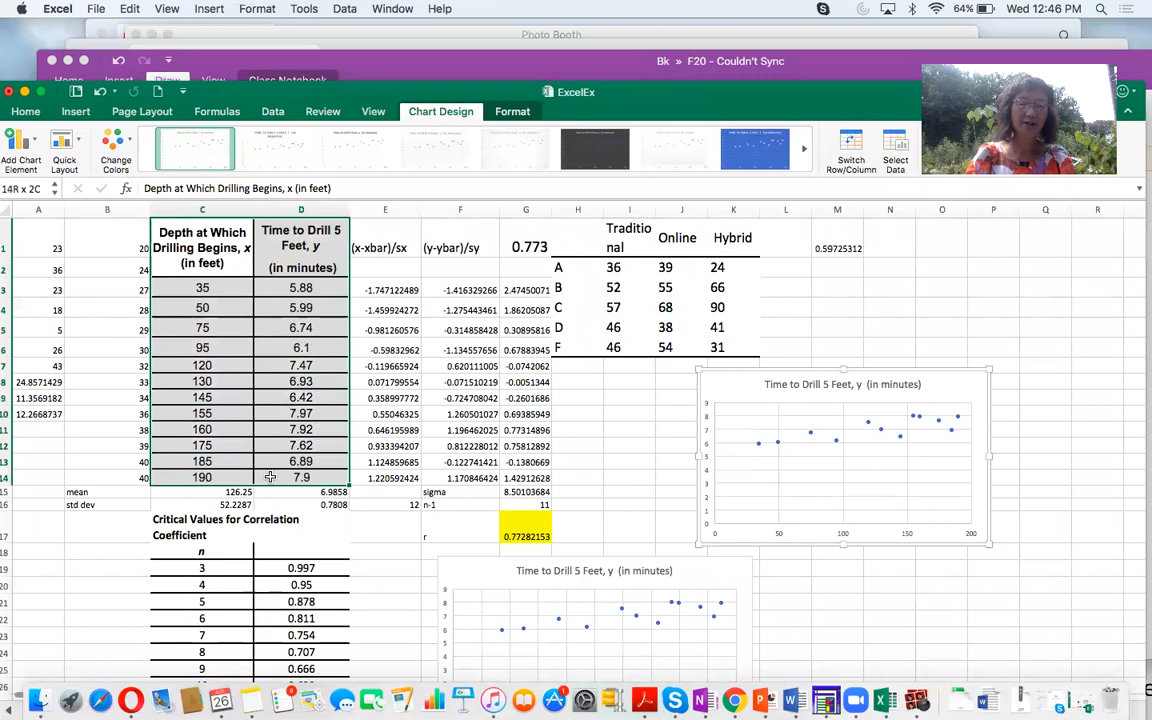 Excel File Edit View Insert Format Tools Data Window Help 64% Wed 12:46 PM
Photo Booth
Bk » F20 - Couldn't Sync
Home Insert Draw View Class Notebook
ExcelEx
Home Insert Page Layout Formulas Data Review View Chart Design Format
Add Chart Element Quick Layout Change Colors Switch Row/Column Select Data
14R x 2C fx Depth at Which Drilling Begins, x (in feet)
A B C D E F G H I J K L M N O P Q R
1 23 20 Depth at Which Drilling Begins, x (in feet) Time to Drill 5 Feet, y (in minutes) (x-xbar)/sx (y-ybar)/sy 0.773 Traditio nal Online Hybrid 0.59725312
2 36 24 A 36 39 24
3 23 27 35 5.88 -1.747122489 -1.416329266 2.47450071 B 52 55 66
4 18 28 50 5.99 -1.459924272 -1.275443461 1.86205087 C 57 68 90
5 5 29 75 6.74 -0.981260576 -0.314858428 0.30895816 D 46 38 41
6 26 30 95 6.1 -0.59832962 -1.134557656 0.67883945 F 46 54 31
7 43 32 120 7.47 -0.119665924 0.620111005 -0.0742062
8 24.8571429 33 130 6.93 0.071799554 -0.071510219 -0.0051344
9 11.3569182 34 145 6.42 0.358997772 -0.724708042 -0.2601686
10 12.2668737 36 155 7.97 0.55046325 1.260501027 0.69385949
11 38 160 7.92 0.646196162 1.196462025 0.77314896
12 39 175 7.62 0.933394207 0.812228011 0.75812892
13 40 185 6.89 1.124859685 -0.122741421 -0.1380669
14 40 190 7.9 1.220592424 1.170846424 1.42912628
15 mean 126.25 6.9858 sigma 8.50103684
16 std dev 52.2287 0.7808 12 n-1 11
17 Critical Values for Correlation Coefficient r 0.77282153
18 n
19 3 0.997
20 4 0.95
21 5 0.878
22 6 0.811
23 7 0.754
24 8 0.707
25 9 0.666
26
Time to Drill 5 Feet, y (in minutes)
9
8
7
6
5
4
3
2
1
0
0 50 100 150 200
Time to Drill 5 Feet, y (in minutes)
9
8
7
6
5
4
3